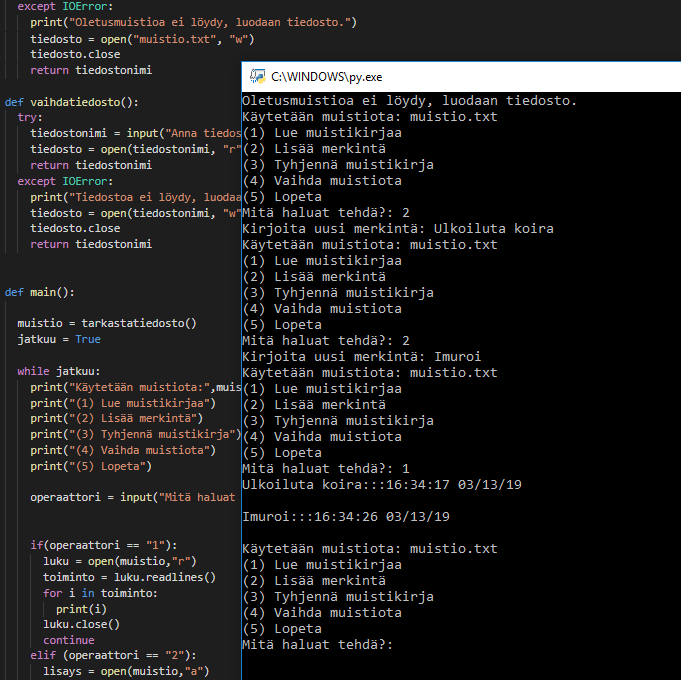 except IOError:
print("Oletusmuistioa ei löydy, luodaan tiedosto.")
tiedosto = open("muistio.txt", "w")
tiedosto.close
return tiedostonimi
def vaihdatiedosto():
try:
tiedostonimi = input("Anna tiedos
tiedosto = open(tiedostonimi, "r"
return tiedostonimi
except IOError:
print("Tiedostoa ei löydy, luodaa
tiedosto = open(tiedostonimi, "w"
tiedosto.close
return tiedostonimi
def main():
muistio = tarkastatiedosto()
jatkuu = True
while jatkuu:
print("Käytetään muistiota:",muis
print("(1) Lue muistikirjaa")
print("(2) Lisää merkintä")
print("(3) Tyhjennä muistikirja")
print("(4) Vaihda muistiota")
print("(5) Lopeta")
operaattori = input("Mitä haluat
if(operaattori == "1"):
luku = open(muistio,"r")
toiminto = luku.readlines()
for i in toiminto:
print(i)
luku.close()
continue
elif (operaattori == "2"):
lisays = open(muistio,"a")
C:\WINDOWS\py.exe
Oletusmuistioa ei löydy, luodaan tiedosto.
Käytetään muistiota: muistio.txt
(1) Lue muistikirjaa
(2) Lisää merkintä
(3) Tyhjennä muistikirja
(4) Vaihda muistiota
(5) Lopeta
Mitä haluat tehdä?: 2
Kirjoita uusi merkintä: Ulkoiluta koira
Käytetään muistiota: muistio.txt
(1) Lue muistikirjaa
(2) Lisää merkintä
(3) Tyhjennä muistikirja
(4) Vaihda muistiota
(5) Lopeta
Mitä haluat tehdä?: 2
Kirjoita uusi merkintä: Imuroi
Käytetään muistiota: muistio.txt
(1) Lue muistikirjaa
(2) Lisää merkintä
(3) Tyhjennä muistikirja
(4) Vaihda muistiota
(5) Lopeta
Mitä haluat tehdä?: 1
Ulkoiluta koira:::16:34:17 03/13/19
Imuroi:::16:34:26 03/13/19
Käytetään muistiota: muistio.txt
(1) Lue muistikirjaa
(2) Lisää merkintä
(3) Tyhjennä muistikirja
(4) Vaihda muistiota
(5) Lopeta
Mitä haluat tehdä?: